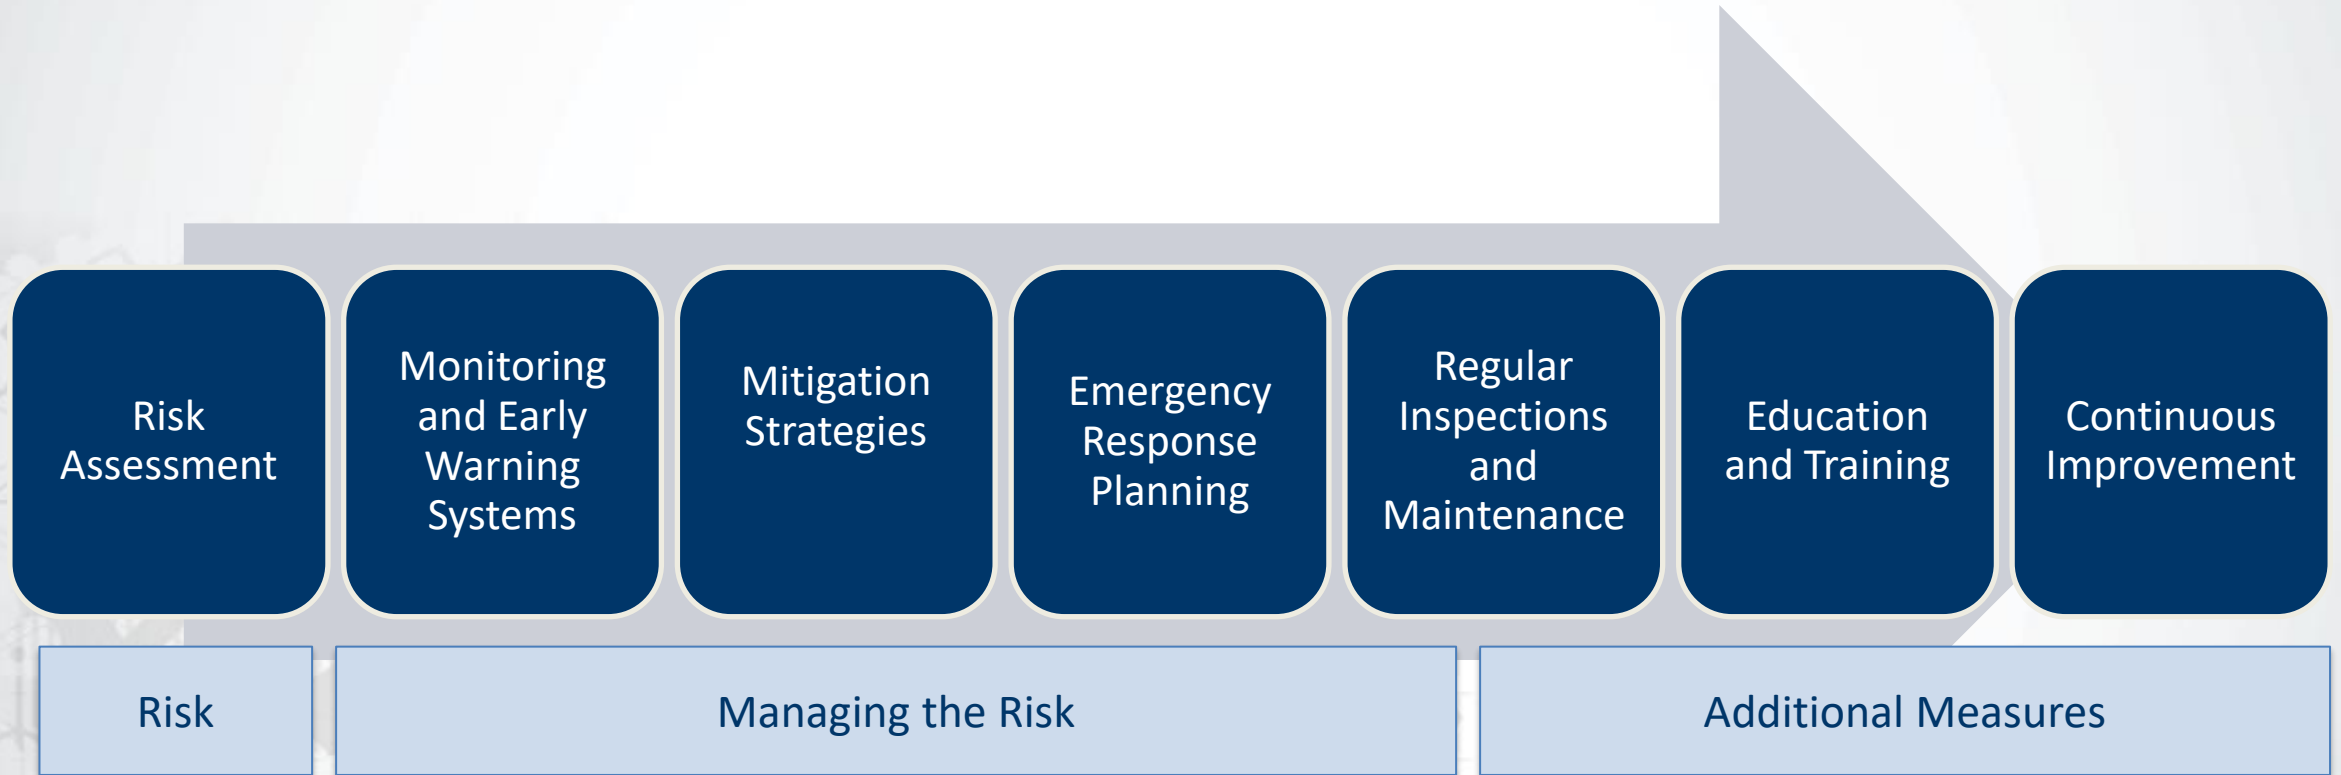 Risk
Assessment
Monitoring
and Early
Warning
Systems
Mitigation
Strategies
Emergency
Response
Planning
Regular
Inspections
and
Maintenance
Education
and Training
Continuous
Improvement
Risk
Managing the Risk
Additional Measures